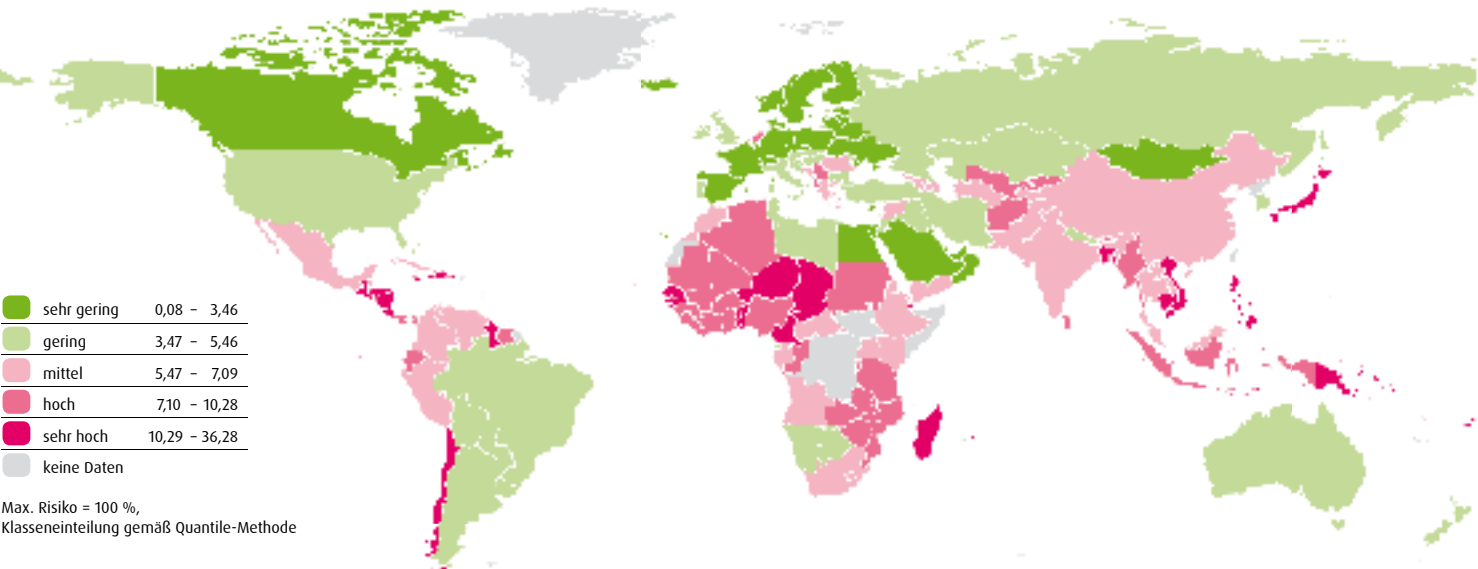 sehr gering 0,08 – 3,46
gering 3,47 – 5,46
mittel 5,47 – 7,09
hoch 7,10 – 10,28
sehr hoch 10,29 – 36,28
keine Daten
Max. Risiko = 100 %,
Klasseneinteilung gemäß Quantile-Methode